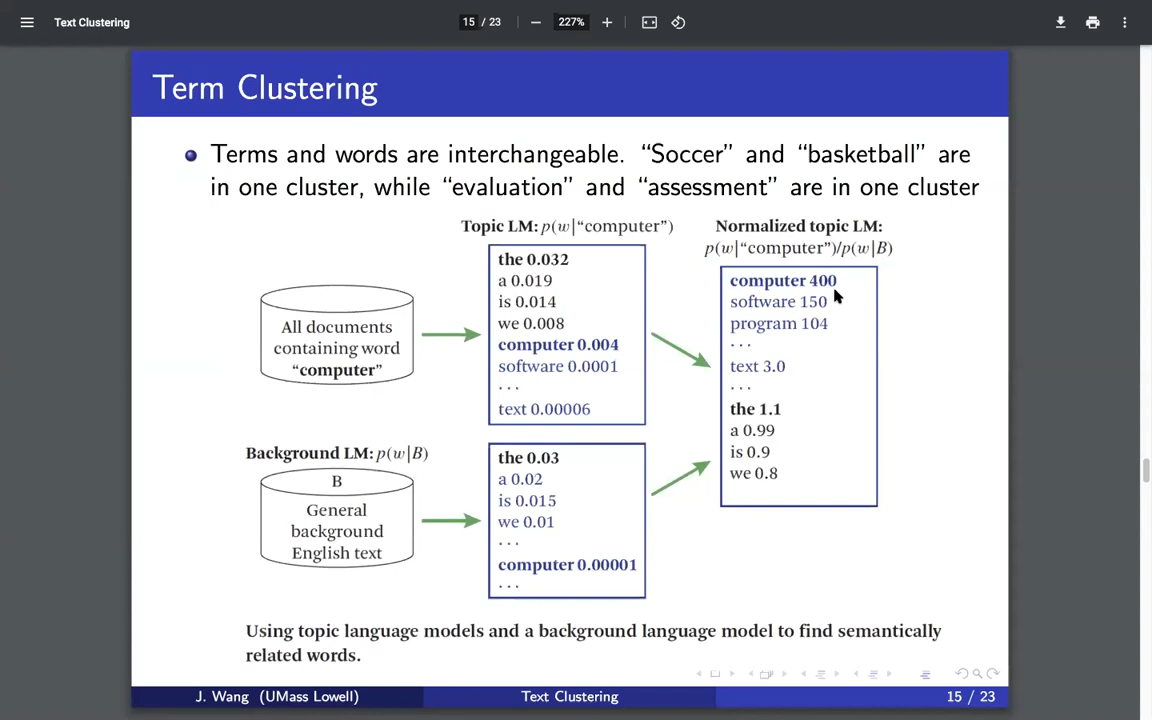 Text Clustering
15 / 23
227%
Term Clustering
Terms and words are interchangeable. “Soccer” and “basketball” are
in one cluster, while “evaluation” and “assessment” are in one cluster
Topic LM: p(w|“computer”)
the 0.032
a 0.019
is 0.014
we 0.008
computer 0.004
software 0.0001
. . .
text 0.00006
All documents
containing word
“computer”
Normalized topic LM:
p(w|“computer”)/p(w|B)
computer 400
software 150
program 104
. . .
text 3.0
. . .
the 1.1
a 0.99
is 0.9
we 0.8
Background LM: p(w|B)
B
General
background
English text
the 0.03
a 0.02
is 0.015
we 0.01
. . .
computer 0.00001
. . .
Using topic language models and a background language model to find semantically
related words.
J. Wang (UMass Lowell)
Text Clustering
15 / 23